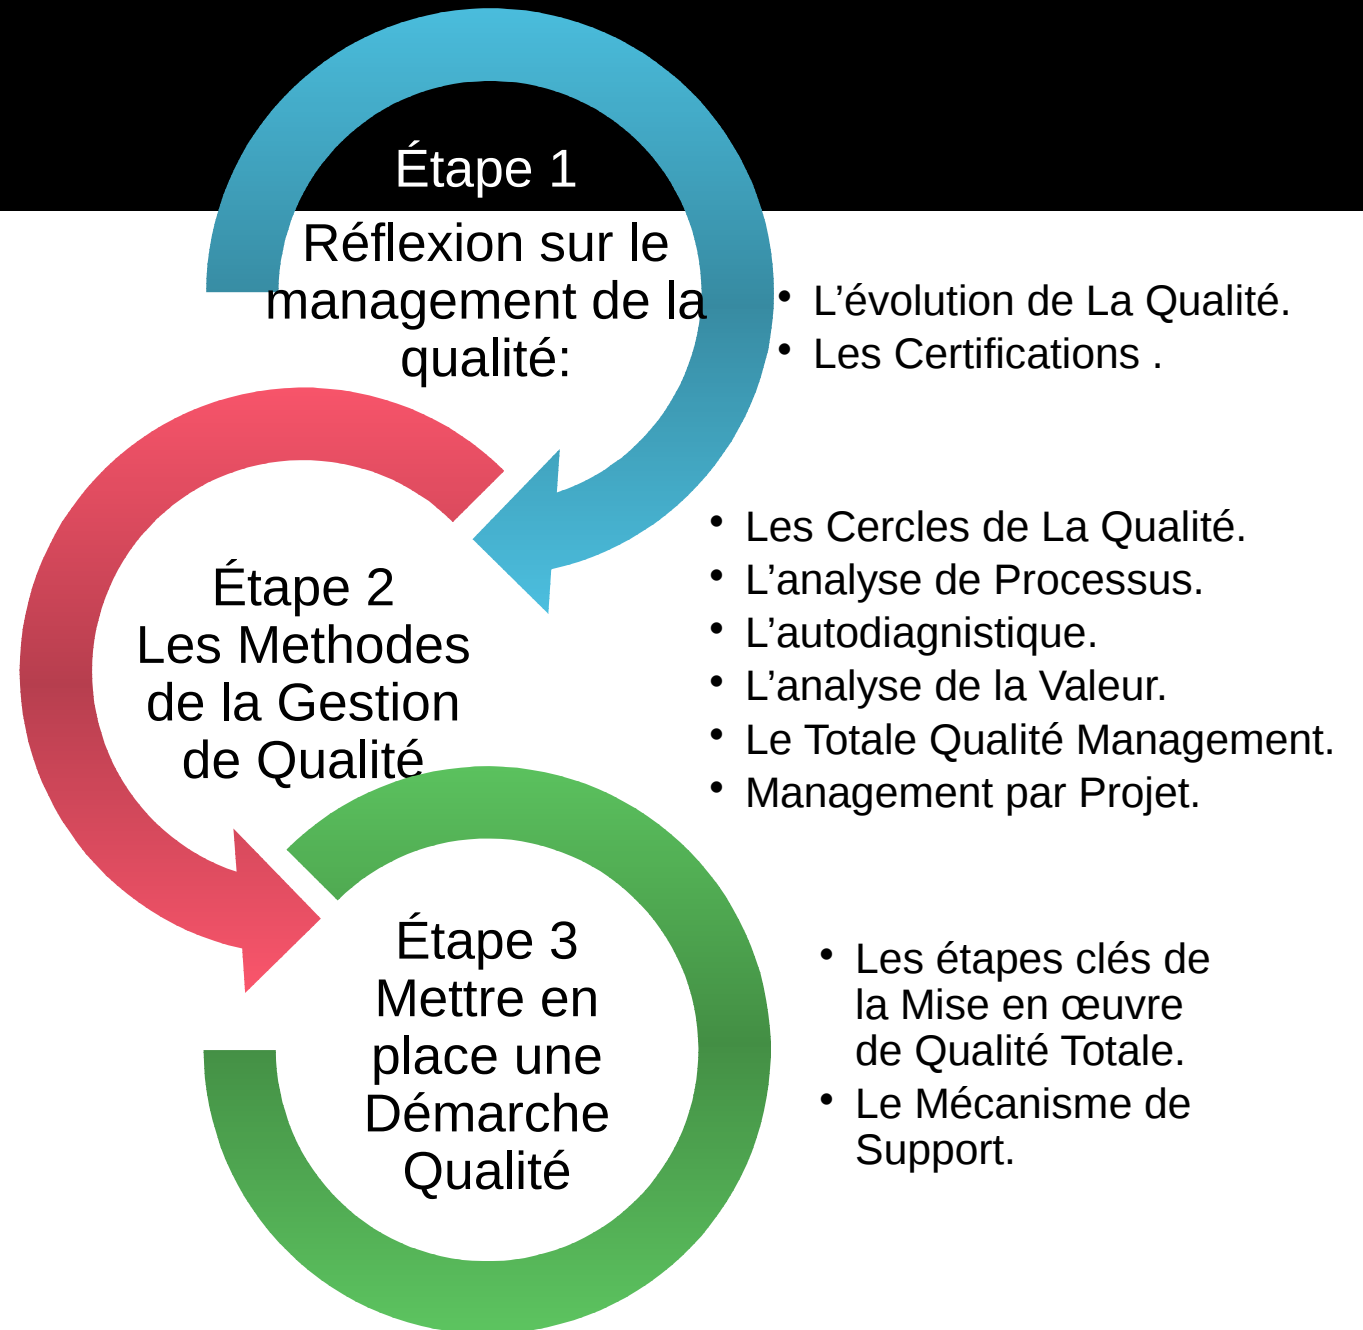 Étape 1
Réflexion sur le
management de la
qualité:
• L’évolution de La Qualité.
• Les Certifications .
Étape 2
Les Methodes
de la Gestion
de Qualité
• Les Cercles de La Qualité.
• L’analyse de Processus.
• L’autodiagnistique.
• L’analyse de la Valeur.
• Le Totale Qualité Management.
• Management par Projet.
Étape 3
Mettre en
place une
Démarche
Qualité
• Les étapes clés de
la Mise en œuvre
de Qualité Totale.
• Le Mécanisme de
Support.